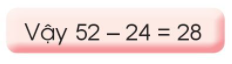 Vậy 52 – 24 = 28